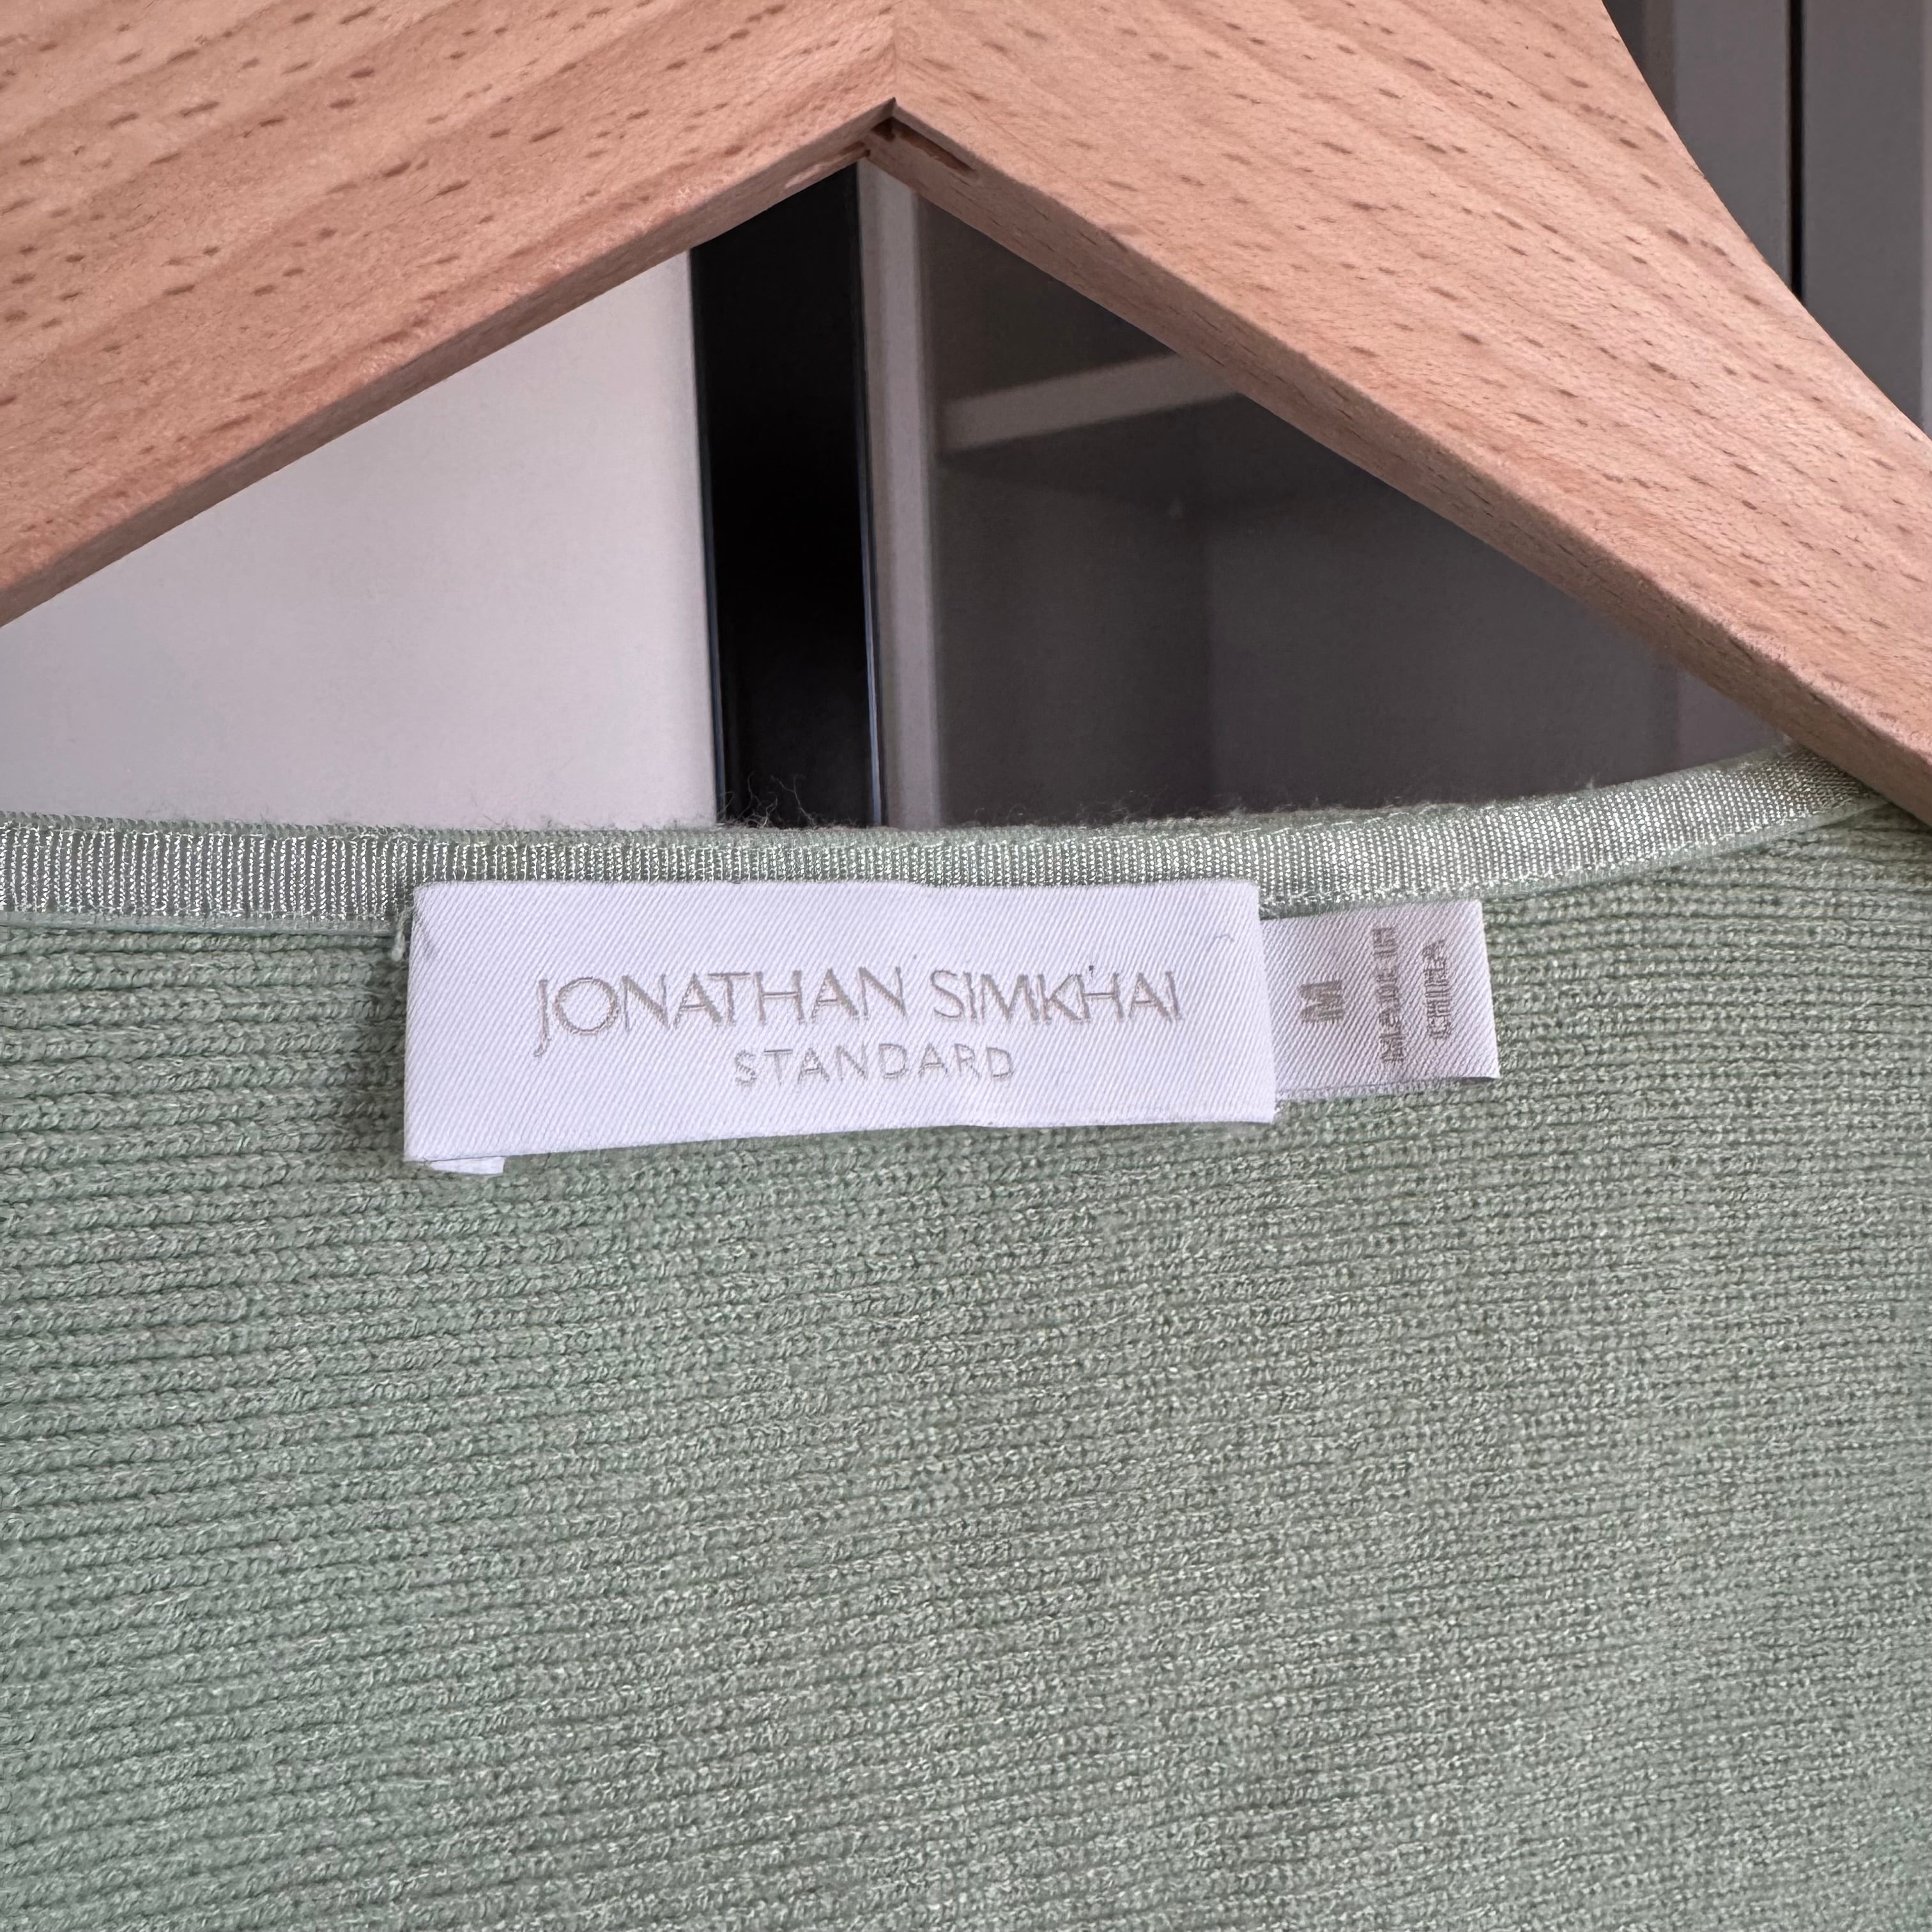 JONATHAN SIMKHAI
STANDARD
M
MADE IN
CHINA